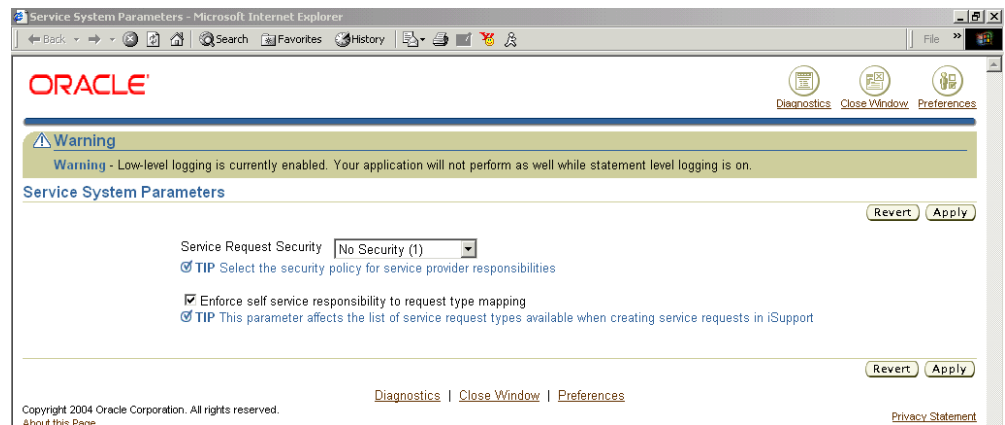 Service System Parameters - Microsoft Internet Explorer
Back Search Favorites History File »
ORACLE
Diagnostics Close Window Preferences
Warning
Warning - Low-level logging is currently enabled. Your application will not perform as well while statement level logging is on.
Service System Parameters
Revert Apply
Service Request Security No Security (1)
TIP Select the security policy for service provider responsibilities
Enforce self service responsibility to request type mapping
TIP This parameter affects the list of service request types available when creating service requests in iSupport
Revert Apply
Diagnostics | Close Window | Preferences
Copyright 2004 Oracle Corporation. All rights reserved.
About this Page Privacy Statement